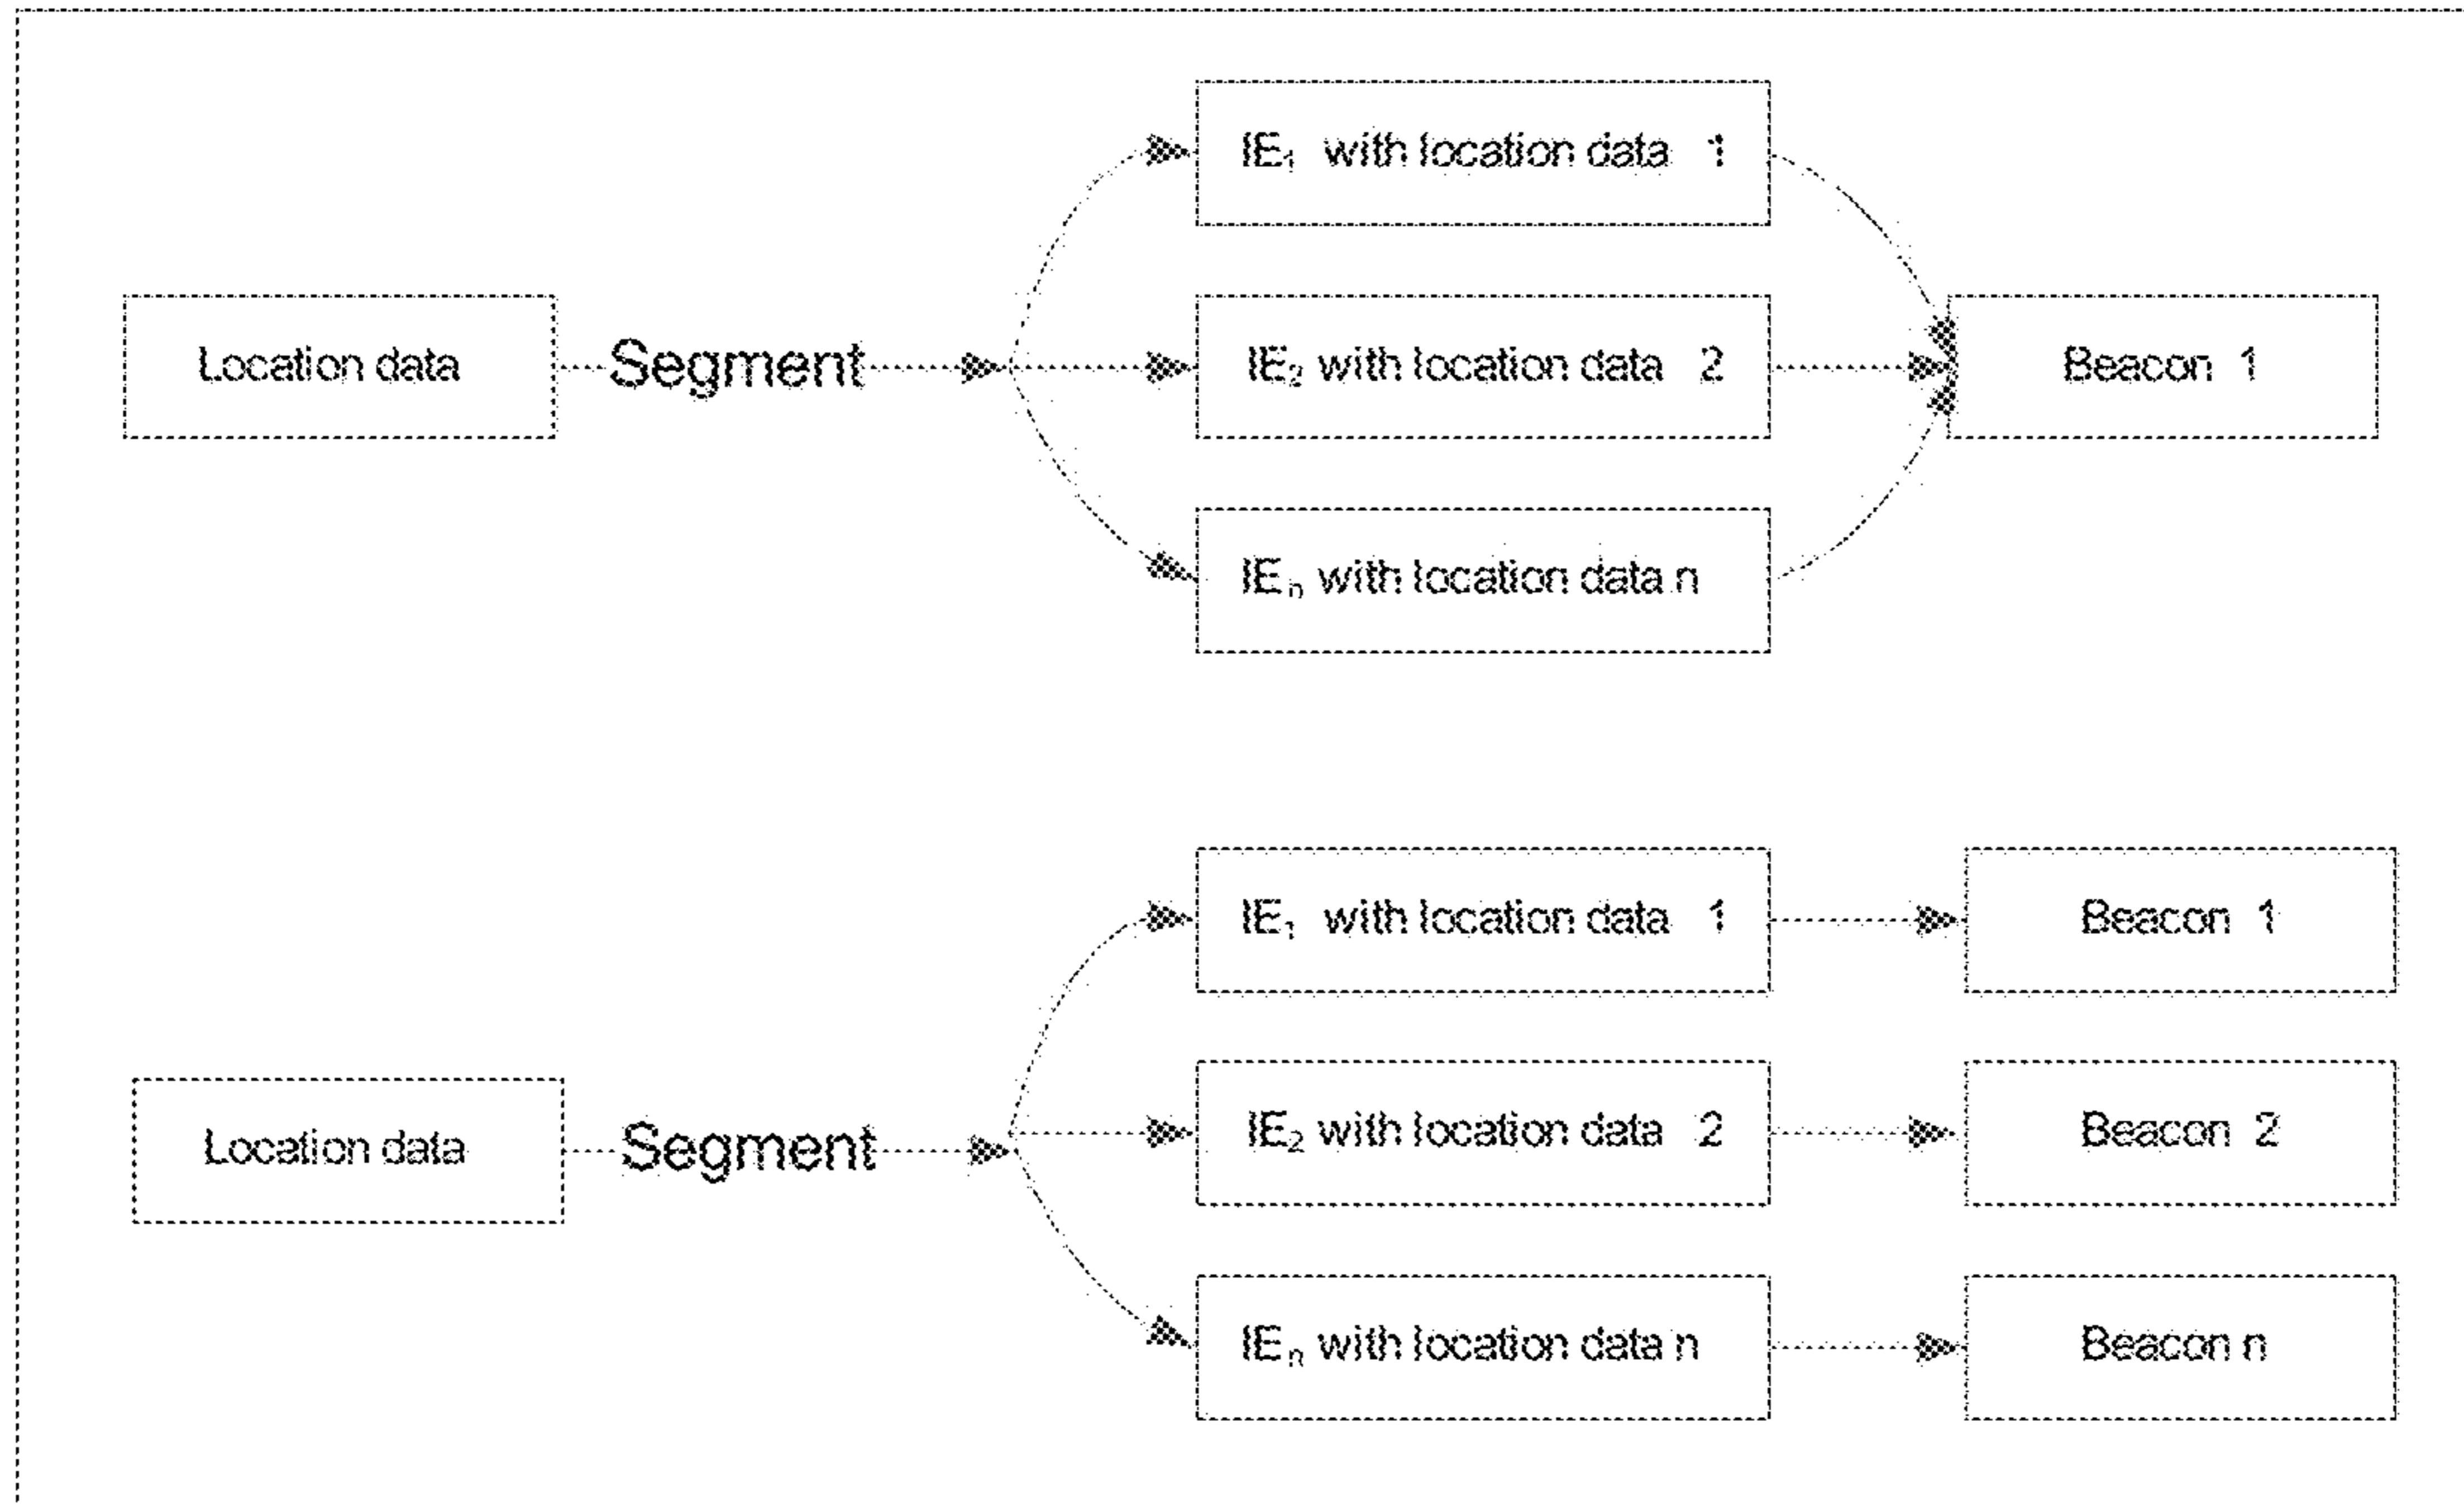 IE₁ with location data 1
Location data
Segment
IE₂ with location data 2
Beacon 1
IEₙ with location data n
IE₁ with location data 1
Beacon 1
Location data
Segment
IE₂ with location data 2
Beacon 2
IEₙ with location data n
Beacon n